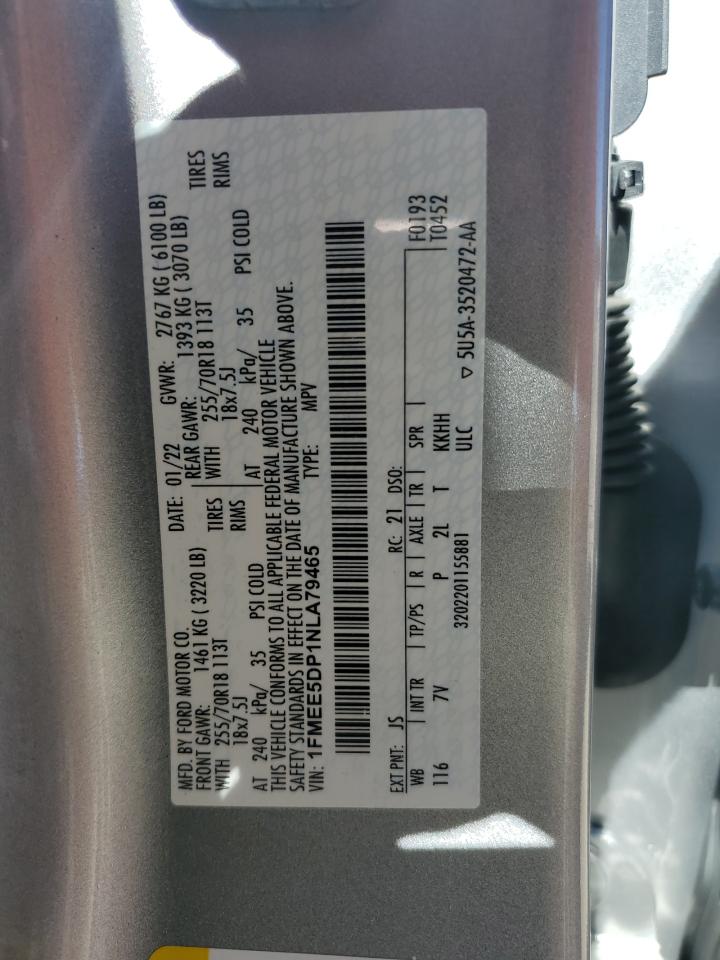 MFD. BY FORD MOTOR CO.
DATE: 01/22 GVWR: 2767 KG ( 6100 LB)
FRONT GAWR: 1461 KG ( 3220 LB) REAR GAWR: 1393 KG ( 3070 LB)
WITH 255/70R18 113T TIRES WITH 255/70R18 113T TIRES
18x7.5J RIMS 18x7.5J RIMS
AT 240 kPa/ 35 PSI COLD AT 240 kPa/ 35 PSI COLD
THIS VEHICLE CONFORMS TO ALL APPLICABLE FEDERAL MOTOR VEHICLE
SAFETY STANDARDS IN EFFECT ON THE DATE OF MANUFACTURE SHOWN ABOVE.
VIN: 1FMEE5DP1NLA79465 TYPE: MPV
EXT PNT: JS RC: 21 DSO:
WB INT TR TP/PS R AXLE TR SPR F0193
116 7V P 2L T KKHH T0452
3202201155881 ULC ▽ 5U5A-3520472-AA